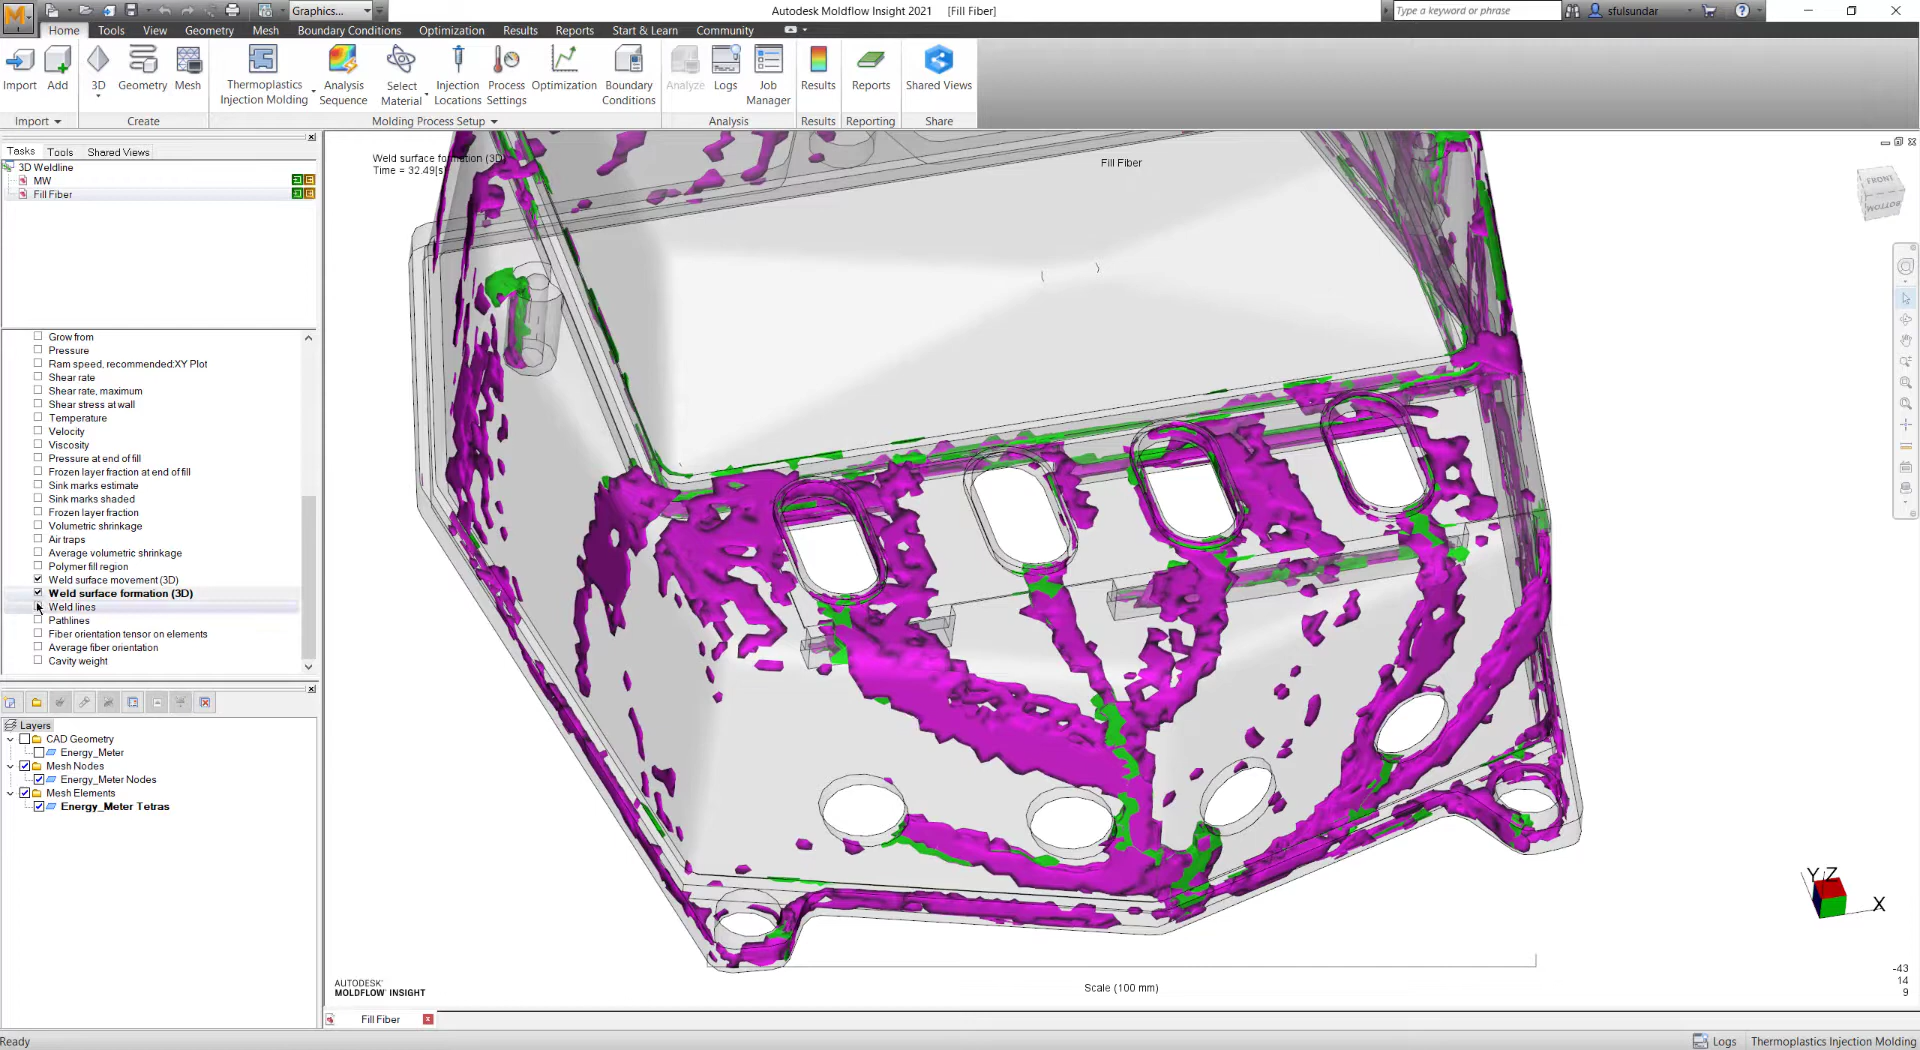 Graphics...
Autodesk Moldflow Insight 2021 [Fill Fiber]
Type a keyword or phrase
sfulsundar
Home Tools View Geometry Mesh Boundary Conditions Optimization Results Reports Start & Learn Community
Import Add 3D Geometry Mesh Thermoplastics Injection Molding Analysis Sequence Select Material Injection Locations Process Settings Optimization Boundary Conditions Analyze Logs Job Manager Results Reports Shared Views
Import Create Molding Process Setup Analysis Results Reporting Share
Tasks Tools Shared Views
3D Weldline
MW
Fill Fiber
Grow from
Pressure
Ram speed, recommended:XY Plot
Shear rate
Shear rate, maximum
Shear stress at wall
Temperature
Velocity
Viscosity
Pressure at end of fill
Frozen layer fraction at end of fill
Sink marks estimate
Sink marks shaded
Frozen layer fraction
Volumetric shrinkage
Air traps
Average volumetric shrinkage
Polymer fill region
Weld surface movement (3D)
Weld surface formation (3D)
Weld lines
Pathlines
Fiber orientation tensor on elements
Average fiber orientation
Cavity weight
Layers
CAD Geometry
Energy_Meter
Mesh Nodes
Energy_Meter Nodes
Mesh Elements
Energy_Meter Tetras
Weld surface formation (3D)
Time = 32.49[s]
Fill Fiber
FRONT
BOTTOM
Y Z
X
-43
14
9
AUTODESK
MOLDFLOW INSIGHT
Scale (100 mm)
Fill Fiber
Ready
Logs Thermoplastics Injection Molding